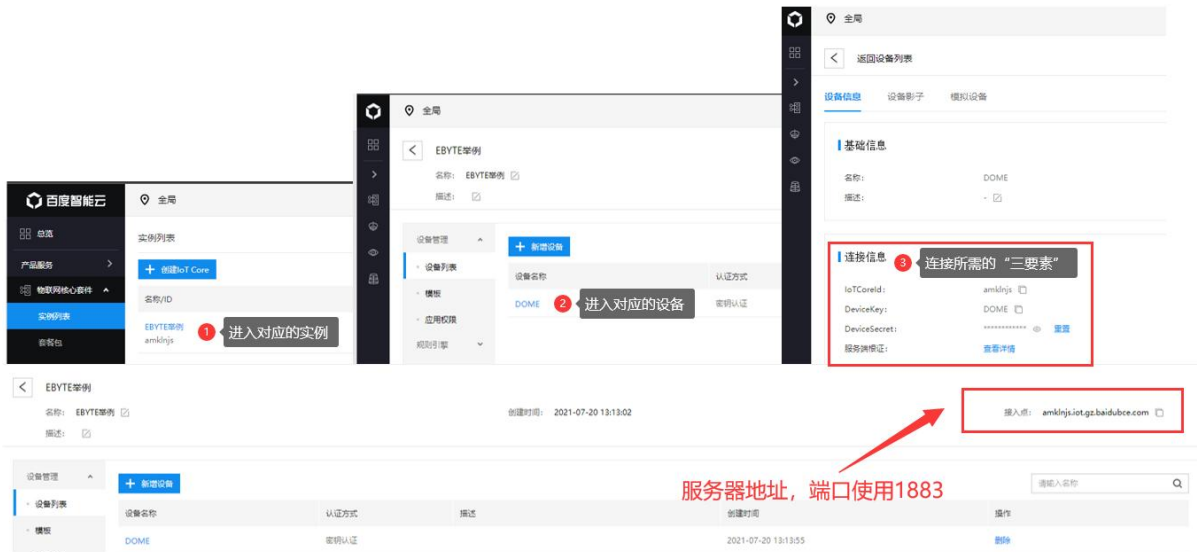 百度智能云
全局
总览
实例列表
产品服务
+ 创建IoT Core
物联网核心套件
名称/ID
实例列表
EBYTE举例
1 进入对应的实例
amklnjs
套餐包
全局
EBYTE举例
名称: EBYTE举例
描述:
设备管理
+ 新增设备
设备列表
设备名称
认证方式
模板
DOME
2 进入对应的设备
密钥认证
应用权限
规则引擎
全局
返回设备列表
设备信息 设备影子 模拟设备
基础信息
名称: DOME
描述: -
连接信息
3 连接所需的“三要素”
IoTCoreId: amklnjs
DeviceKey: DOME
DeviceSecret: ************ 重置
服务端根证: 查看详情
EBYTE举例
名称: EBYTE举例
创建时间: 2021-07-20 13:13:02
接入点: amklnjs.iot.gz.baidubce.com
描述:
服务器地址，端口使用1883
设备管理
+ 新增设备
请输入名称
设备列表
设备名称 认证方式 描述 创建时间 操作
模板
DOME 密钥认证 2021-07-20 13:13:55 删除